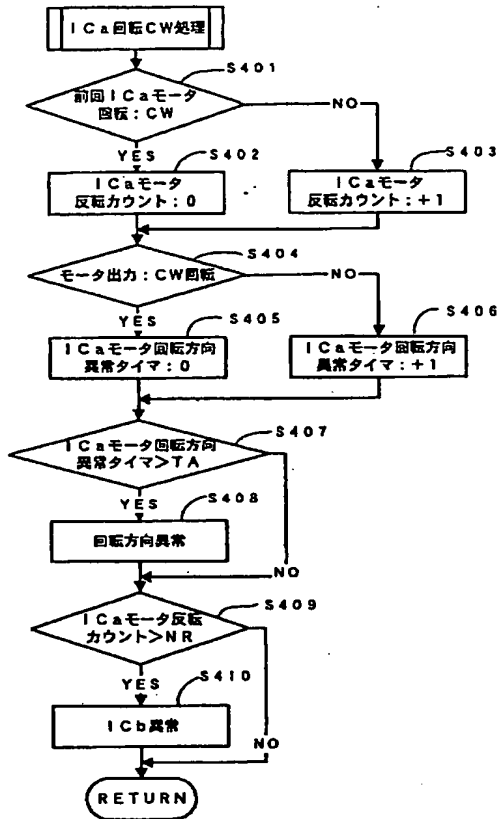 ICa回転CW処理
S401
前回ICaモータ
回転:CW
NO
YES
S402
S403
ICaモータ
反転カウント:0
ICaモータ
反転カウント:+1
S404
モータ出力:CW回転
NO
YES
S405
S406
ICaモータ回転方向
異常タイマ:0
ICaモータ回転方向
異常タイマ:+1
S407
ICaモータ回転方向
異常タイマ>TA
YES
S408
回転方向異常
NO
S409
ICaモータ反転
カウント>NR
YES
S410
ICb異常
NO
RETURN